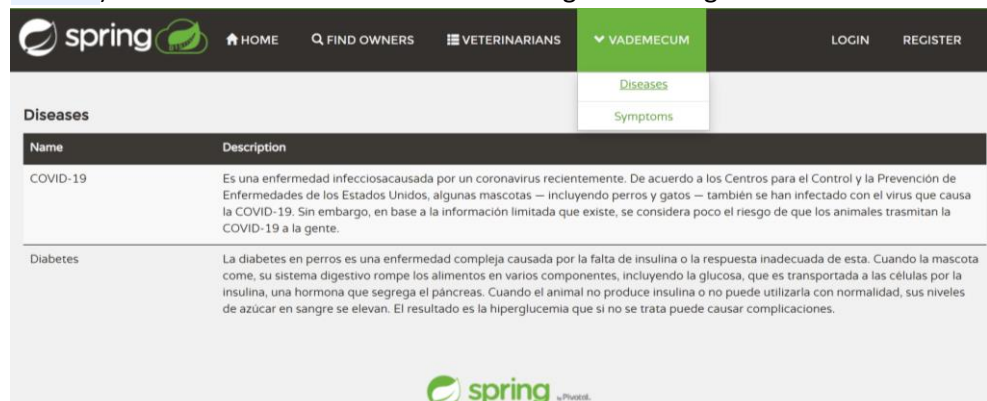 spring
HOME
FIND OWNERS
VETERINARIANS
VADEMECUM
LOGIN
REGISTER
Diseases
Symptoms
Diseases
Name Description
COVID-19 Es una enfermedad infecciosacausada por un coronavirus recientemente. De acuerdo a los Centros para el Control y la Prevención de
Enfermedades de los Estados Unidos, algunas mascotas — incluyendo perros y gatos — también se han infectado con el virus que causa
la COVID-19. Sin embargo, en base a la información limitada que existe, se considera poco el riesgo de que los animales trasmitan la
COVID-19 a la gente.
Diabetes La diabetes en perros es una enfermedad compleja causada por la falta de insulina o la respuesta inadecuada de esta. Cuando la mascota
come, su sistema digestivo rompe los alimentos en varios componentes, incluyendo la glucosa, que es transportada a las células por la
insulina, una hormona que segrega el páncreas. Cuando el animal no produce insulina o no puede utilizarla con normalidad, sus niveles
de azúcar en sangre se elevan. El resultado es la hiperglucemia que si no se trata puede causar complicaciones.
spring by Pivotal.